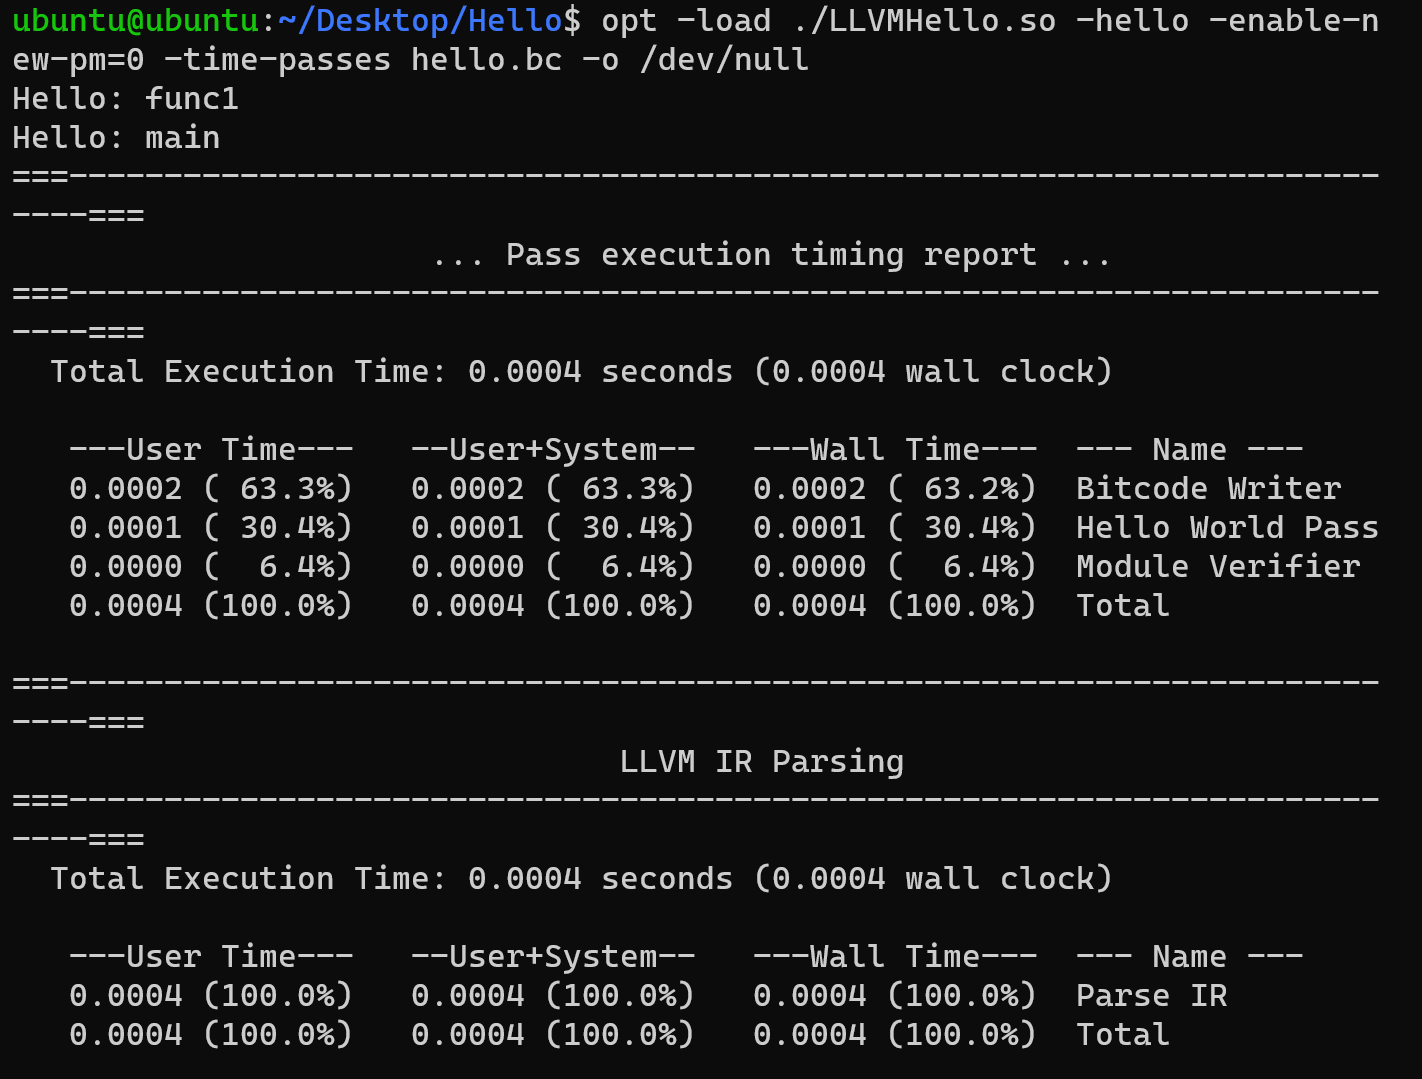 ubuntu@ubuntu:~/Desktop/Hello$ opt -load ./LLVMHello.so -hello -enable-n
ew-pm=0 -time-passes hello.bc -o /dev/null
Hello: func1
Hello: main
===---------------------------------------------------------------------
----===
                      ... Pass execution timing report ...
===---------------------------------------------------------------------
----===
  Total Execution Time: 0.0004 seconds (0.0004 wall clock)

   ---User Time---   --User+System--   ---Wall Time---  --- Name ---
   0.0002 ( 63.3%)   0.0002 ( 63.3%)   0.0002 ( 63.2%)  Bitcode Writer
   0.0001 ( 30.4%)   0.0001 ( 30.4%)   0.0001 ( 30.4%)  Hello World Pass
   0.0000 (  6.4%)   0.0000 (  6.4%)   0.0000 (  6.4%)  Module Verifier
   0.0004 (100.0%)   0.0004 (100.0%)   0.0004 (100.0%)  Total

===---------------------------------------------------------------------
----===
                                LLVM IR Parsing
===---------------------------------------------------------------------
----===
  Total Execution Time: 0.0004 seconds (0.0004 wall clock)

   ---User Time---   --User+System--   ---Wall Time---  --- Name ---
   0.0004 (100.0%)   0.0004 (100.0%)   0.0004 (100.0%)  Parse IR
   0.0004 (100.0%)   0.0004 (100.0%)   0.0004 (100.0%)  Total